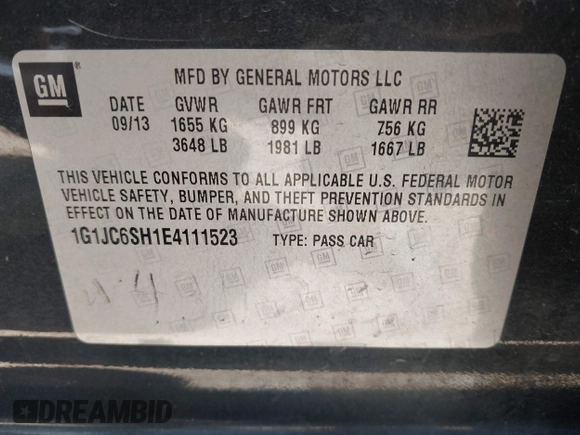 GM ®
MFD BY GENERAL MOTORS LLC
DATE GVWR GAWR FRT GAWR RR
09/13 1655 KG 899 KG 756 KG
3648 LB 1981 LB 1667 LB
THIS VEHICLE CONFORMS TO ALL APPLICABLE U.S. FEDERAL MOTOR
VEHICLE SAFETY, BUMPER, AND THEFT PREVENTION STANDARDS IN
EFFECT ON THE DATE OF MANUFACTURE SHOWN ABOVE.
1G1JC6SH1E4111523 TYPE: PASS CAR
DREAMBID